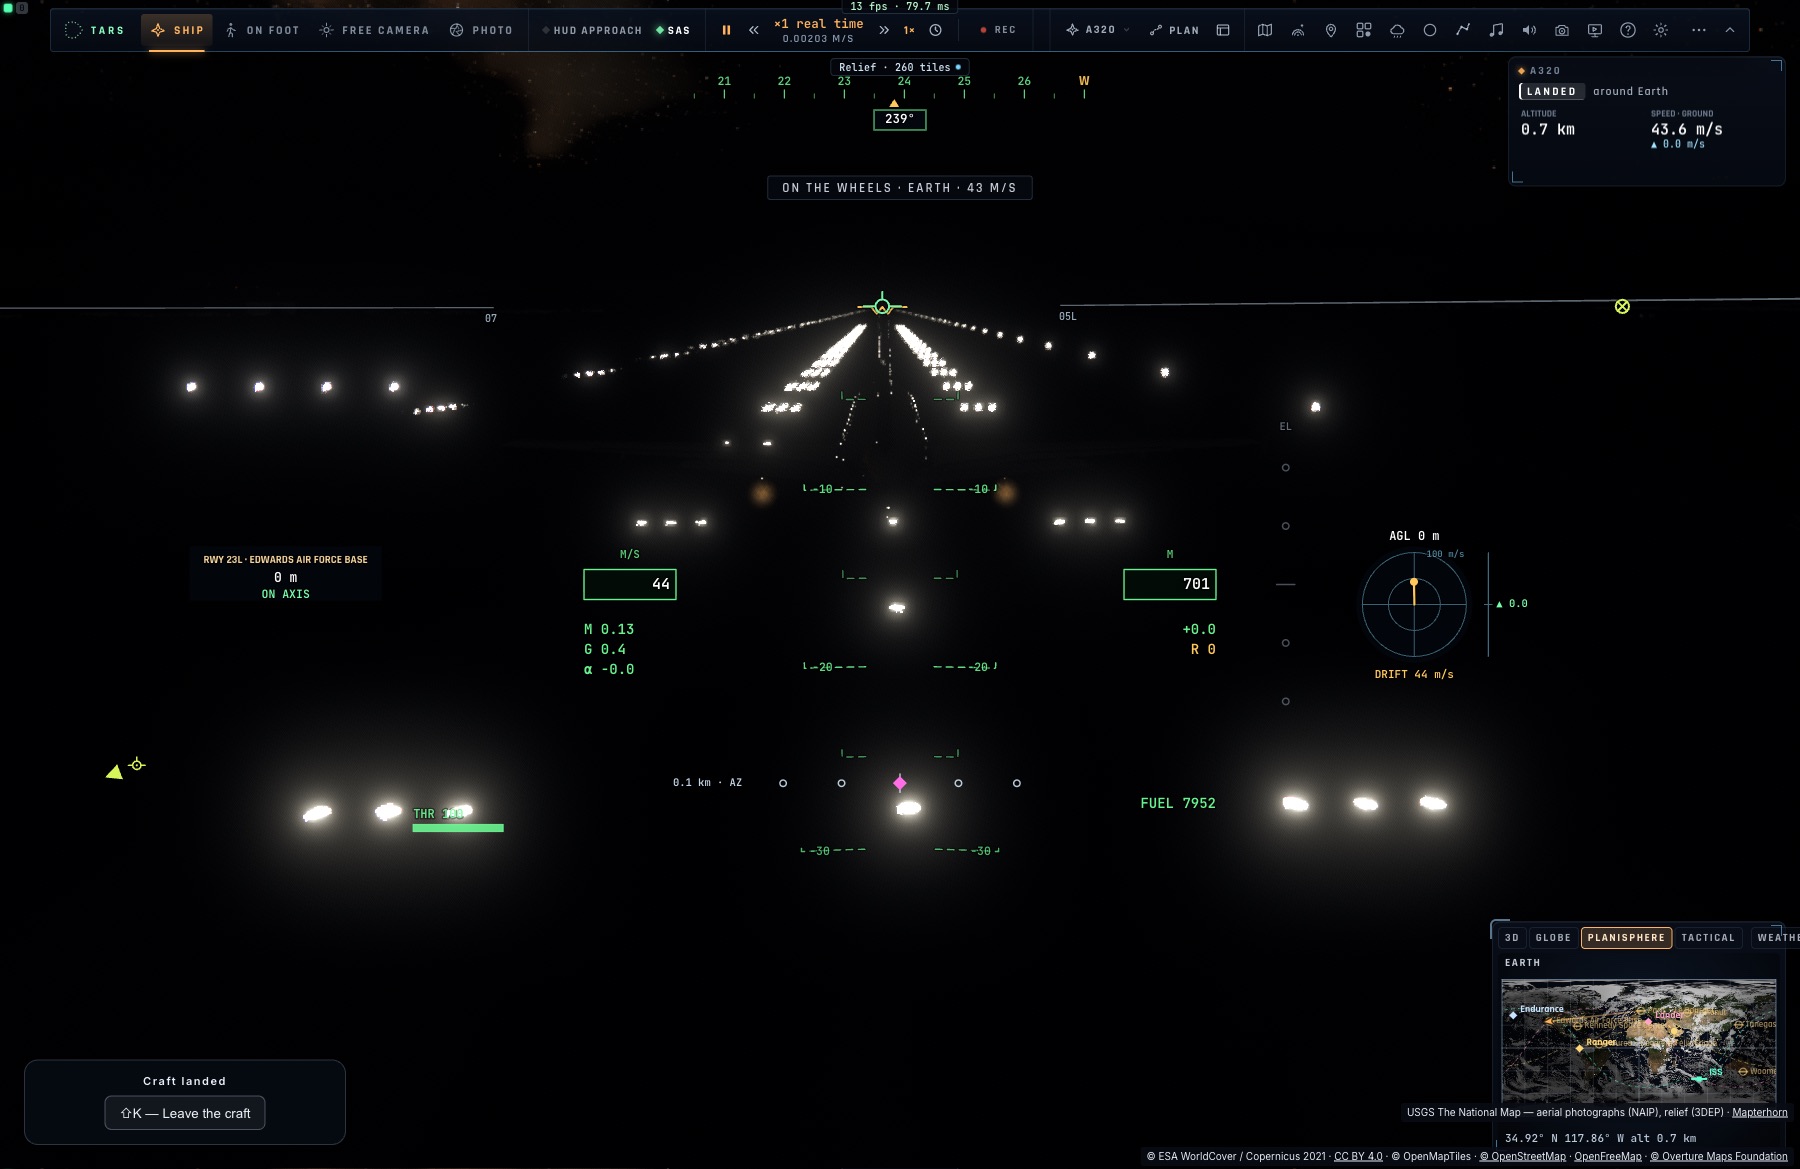 13 fps · 79.7 ms
TARS
SHIP
ON FOOT
FREE CAMERA
PHOTO
HUD APPROACH
SAS
×1 real time
0.00203 M/S
1×
REC
A320
PLAN
Relief · 260 tiles
21 22 23 24 25 26 W
239°
ON THE WHEELS · EARTH · 43 M/S
A320
LANDED around Earth
ALTITUDE SPEED · GROUND
0.7 km 43.6 m/s
▲ 0.0 m/s
07
05L
EL
-10 -10
RWY 23L · EDWARDS AIR FORCE BASE
0 m
ON AXIS
M/S
44
M 0.13
G 0.4
α -0.0
M
701
+0.0
R 0
AGL 0 m
100 m/s
▲ 0.0
DRIFT 44 m/s
-20 -20
0.1 km · AZ
THR
FUEL 7952
-30 -30
3D GLOBE PLANISPHERE TACTICAL WEATHE
EARTH
Endurance
Lander
Ranger
ISS
Craft landed
⇧K — Leave the craft
USGS The National Map — aerial photographs (NAIP), relief (3DEP) · Mapterhorn
34.92° N 117.86° W alt 0.7 km
© ESA WorldCover / Copernicus 2021 · CC BY 4.0 · © OpenMapTiles · © OpenStreetMap · OpenFreeMap · © Overture Maps Foundation